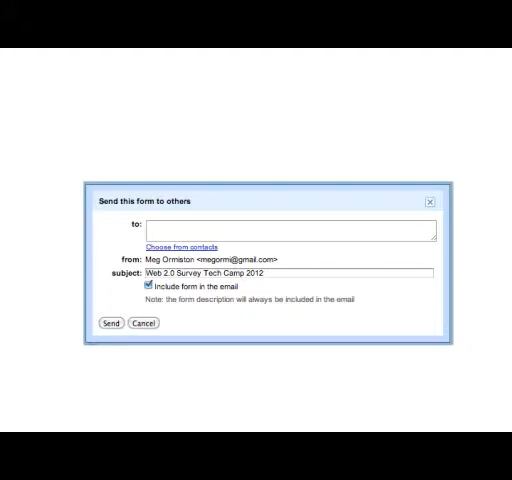 Send this form to others
to:
Choose from contacts
from: Meg Ormiston <megormi@gmail.com>
subject: Web 2.0 Survey Tech Camp 2012
Include form in the email
Note: the form description will always be included in the email
Send Cancel